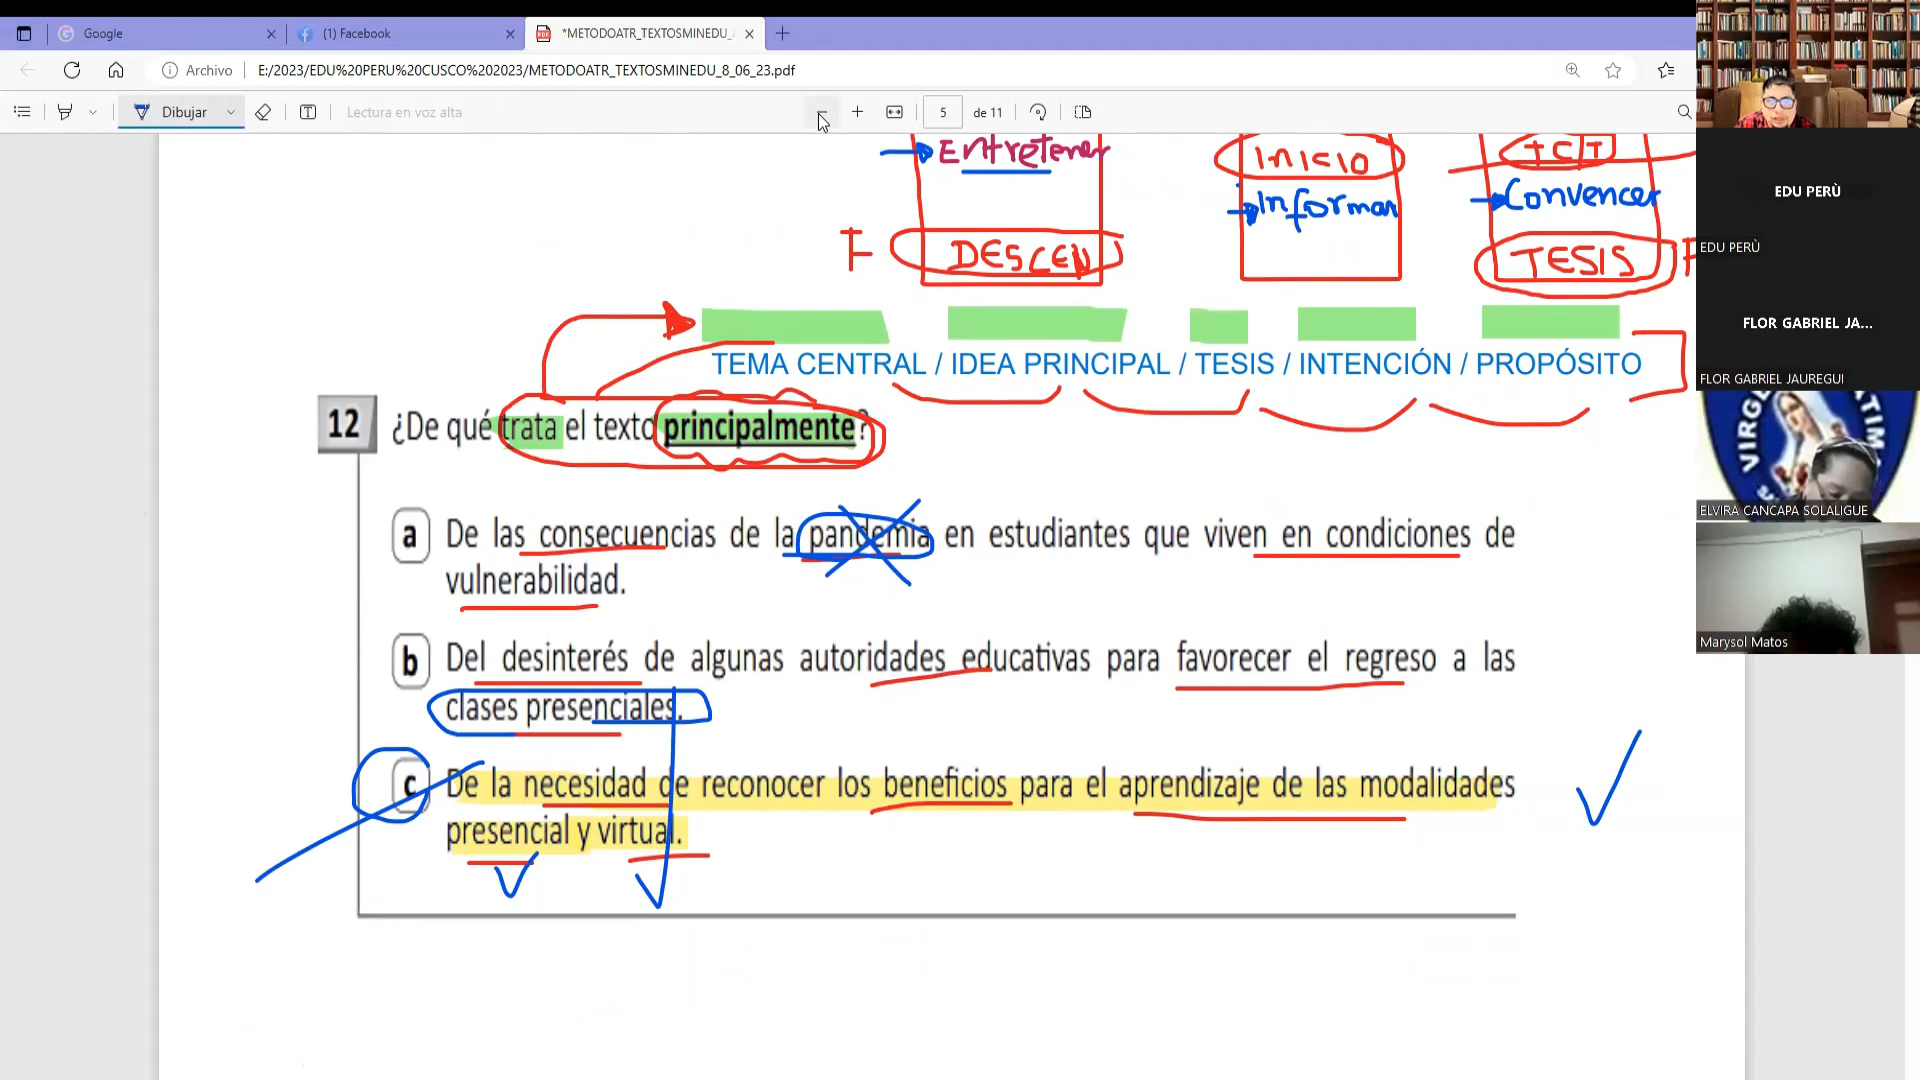 Google
(1) Facebook
*METODOATR_TEXTOSMINEDU_
Archivo
E:/2023/EDU%20PERU%20CUSCO%202023/METODOATR_TEXTOSMINEDU_8_06_23.pdf
Dibujar
Lectura en voz alta
5 de 11
Entretener
INICIO
TCT
Informar
Convencer
F DESCEN
TESIS
TEMA CENTRAL / IDEA PRINCIPAL / TESIS / INTENCIÓN / PROPÓSITO
12 ¿De qué trata el texto principalmente?
a De las consecuencias de la pandemia en estudiantes que viven en condiciones de
vulnerabilidad.
b Del desinterés de algunas autoridades educativas para favorecer el regreso a las
clases presenciales.
c De la necesidad de reconocer los beneficios para el aprendizaje de las modalidades
presencial y virtual.
EDU PERÙ
EDU PERÙ
FLOR GABRIEL JA...
FLOR GABRIEL JAUREGUI
ELVIRA CANCAPA SOLALIGUE
Marysol Matos